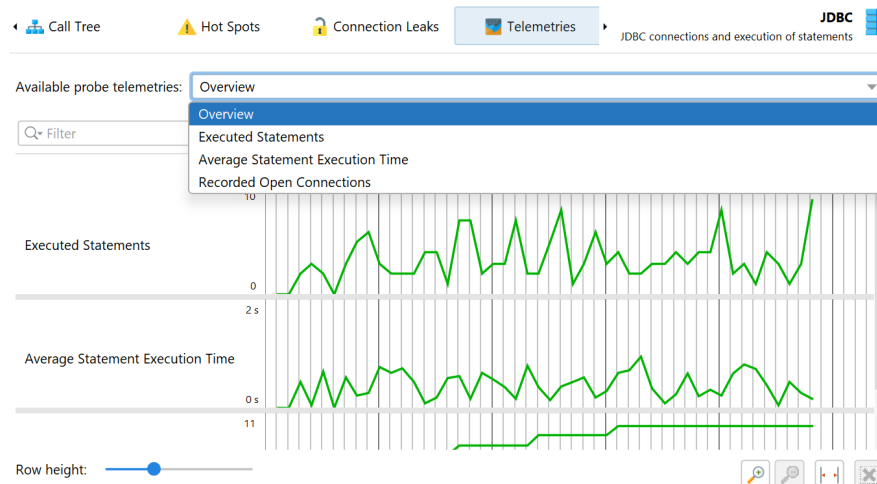 Call Tree
Hot Spots
Connection Leaks
Telemetries
JDBC
JDBC connections and execution of statements
Available probe telemetries:
Overview
Overview
Executed Statements
Average Statement Execution Time
Recorded Open Connections
Filter
10
Executed Statements
0
2 s
Average Statement Execution Time
0 s
11
Row height: